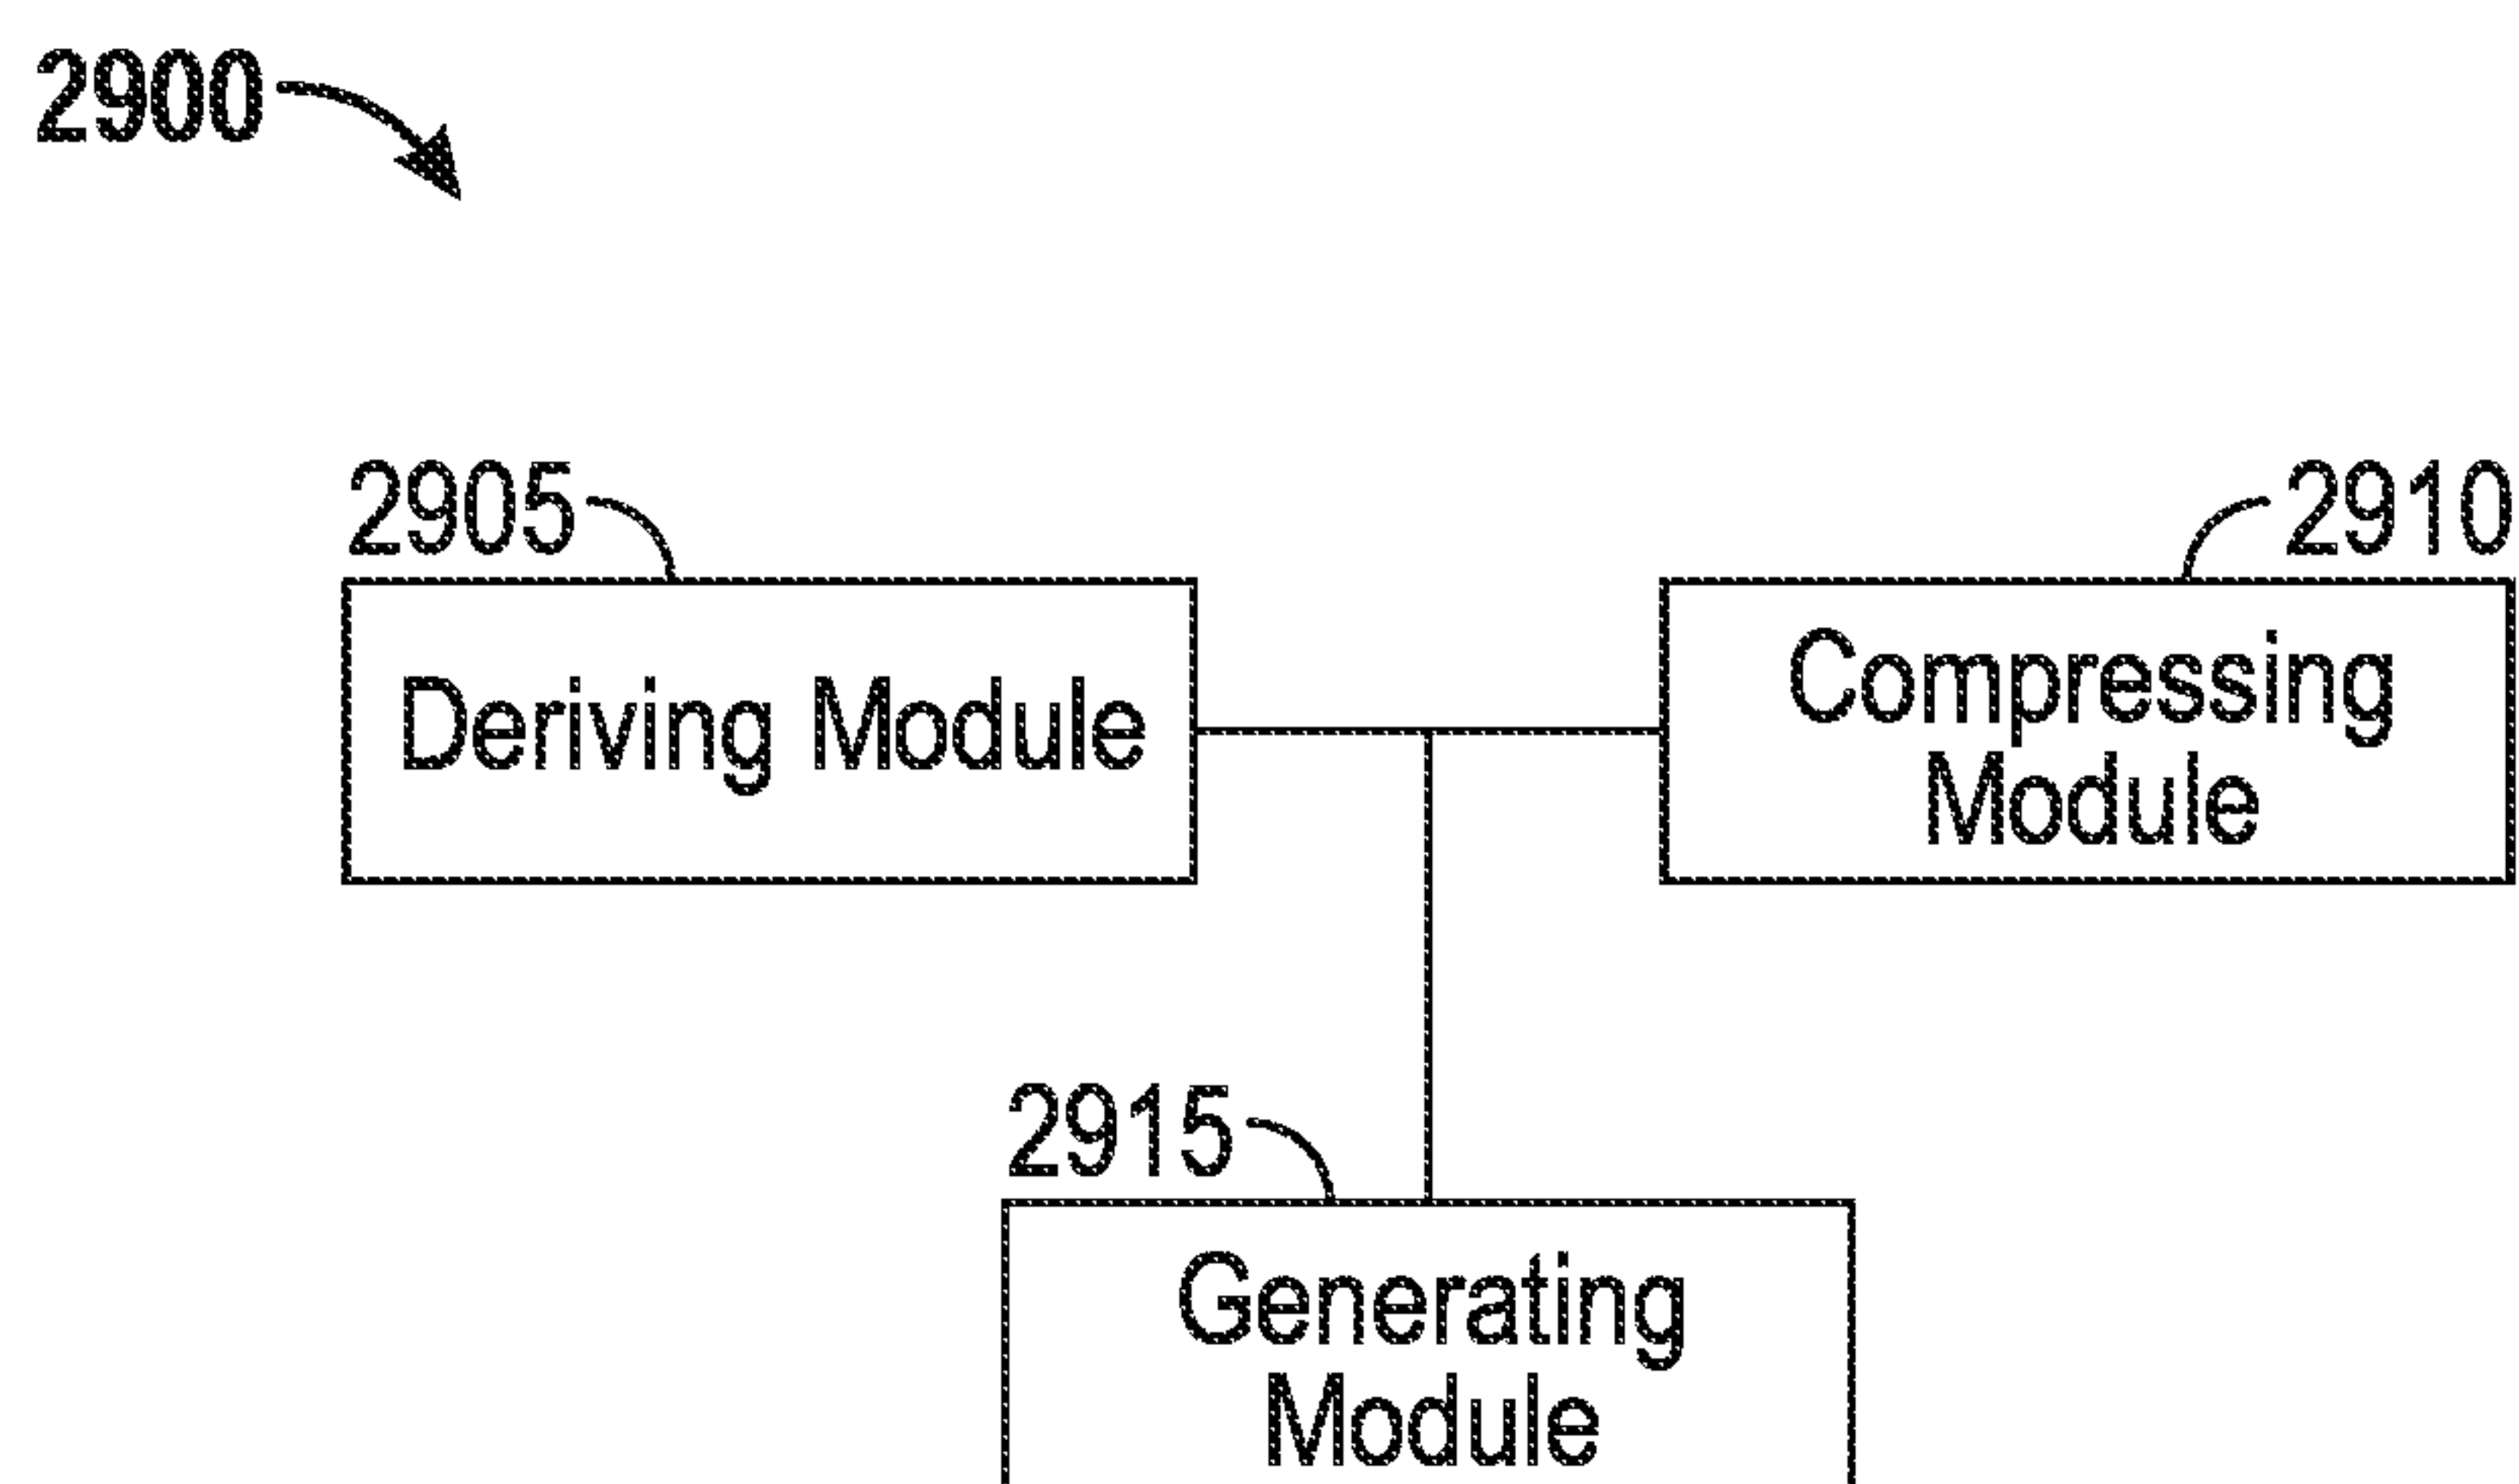 2900
2905
2910
Deriving Module
Compressing
Module
2915
Generating
Module